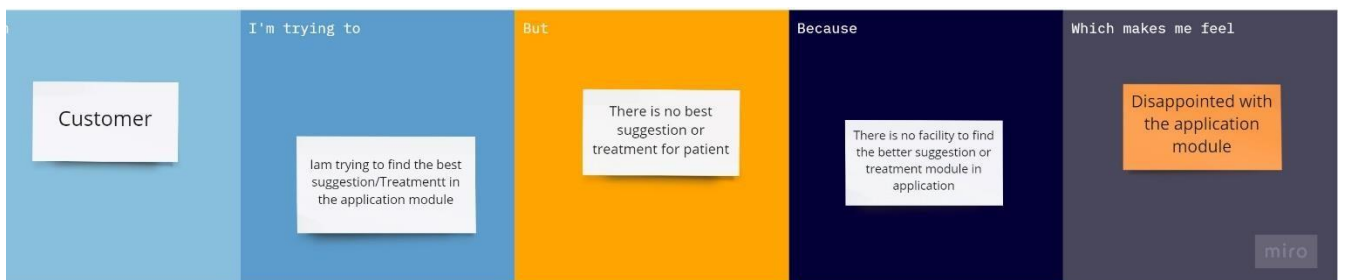 Customer
I'm trying to
Iam trying to find the best
suggestion/Treatmentt in
the application module
But
There is no best
suggestion or
treatment for patient
Because
There is no facility to find
the better suggestion or
treatment module in
application
Which makes me feel
Disappointed with
the application
module
miro